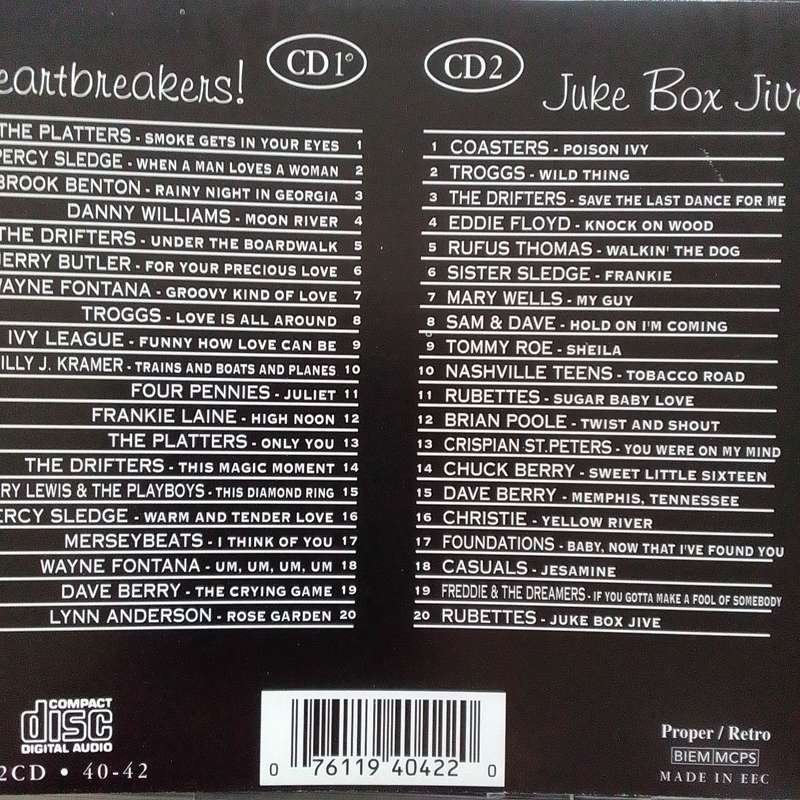 eartbreakers!
CD 1°
THE PLATTERS - SMOKE GETS IN YOUR EYES 1
PERCY SLEDGE - WHEN A MAN LOVES A WOMAN 2
BROOK BENTON - RAINY NIGHT IN GEORGIA 3
DANNY WILLIAMS - MOON RIVER 4
THE DRIFTERS - UNDER THE BOARDWALK 5
JERRY BUTLER - FOR YOUR PRECIOUS LOVE 6
WAYNE FONTANA - GROOVY KIND OF LOVE 7
TROGGS - LOVE IS ALL AROUND 8
IVY LEAGUE - FUNNY HOW LOVE CAN BE 9
ILLY J. KRAMER - TRAINS AND BOATS AND PLANES 10
FOUR PENNIES - JULIET 11
FRANKIE LAINE - HIGH NOON 12
THE PLATTERS - ONLY YOU 13
THE DRIFTERS - THIS MAGIC MOMENT 14
RY LEWIS & THE PLAYBOYS - THIS DIAMOND RING 15
ERCY SLEDGE - WARM AND TENDER LOVE 16
MERSEYBEATS - I THINK OF YOU 17
WAYNE FONTANA - UM, UM, UM, UM 18
DAVE BERRY - THE CRYING GAME 19
LYNN ANDERSON - ROSE GARDEN 20
CD 2
Juke Box Jive
1 COASTERS - POISON IVY
2 TROGGS - WILD THING
3 THE DRIFTERS - SAVE THE LAST DANCE FOR ME
4 EDDIE FLOYD - KNOCK ON WOOD
5 RUFUS THOMAS - WALKIN' THE DOG
6 SISTER SLEDGE - FRANKIE
7 MARY WELLS - MY GUY
8 SAM & DAVE - HOLD ON I'M COMING
9 TOMMY ROE - SHEILA
10 NASHVILLE TEENS - TOBACCO ROAD
11 RUBETTES - SUGAR BABY LOVE
12 BRIAN POOLE - TWIST AND SHOUT
13 CRISPIAN ST.PETERS - YOU WERE ON MY MIND
14 CHUCK BERRY - SWEET LITTLE SIXTEEN
15 DAVE BERRY - MEMPHIS, TENNESSEE
16 CHRISTIE - YELLOW RIVER
17 FOUNDATIONS - BABY, NOW THAT I'VE FOUND YOU
18 CASUALS - JESAMINE
19 FREDDIE & THE DREAMERS - IF YOU GOTTA MAKE A FOOL OF SOMEBODY
20 RUBETTES - JUKE BOX JIVE
COMPACT
disc
DIGITAL AUDIO
2CD • 40-42
0 76119 40422 0
Proper / Retro
BIEM MCPS
MADE IN EEC